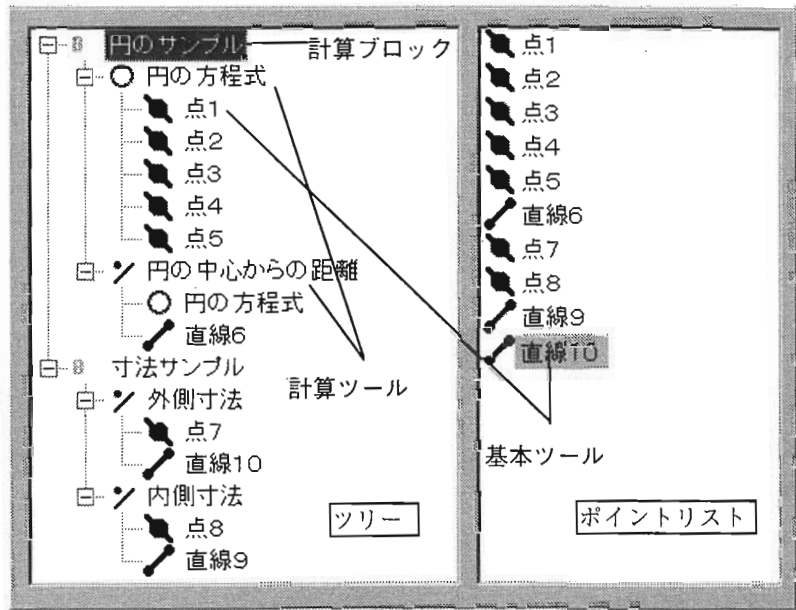 円のサンプル
計算ブロック
円の方程式
点1
点2
点3
点4
点5
円の中心からの距離
円の方程式
直線6
寸法サンプル
外側寸法
点7
直線10
内側寸法
点8
直線9
計算ツール
ツリー
点1
点2
点3
点4
点5
直線6
点7
点8
直線9
直線10
基本ツール
ポイントリスト